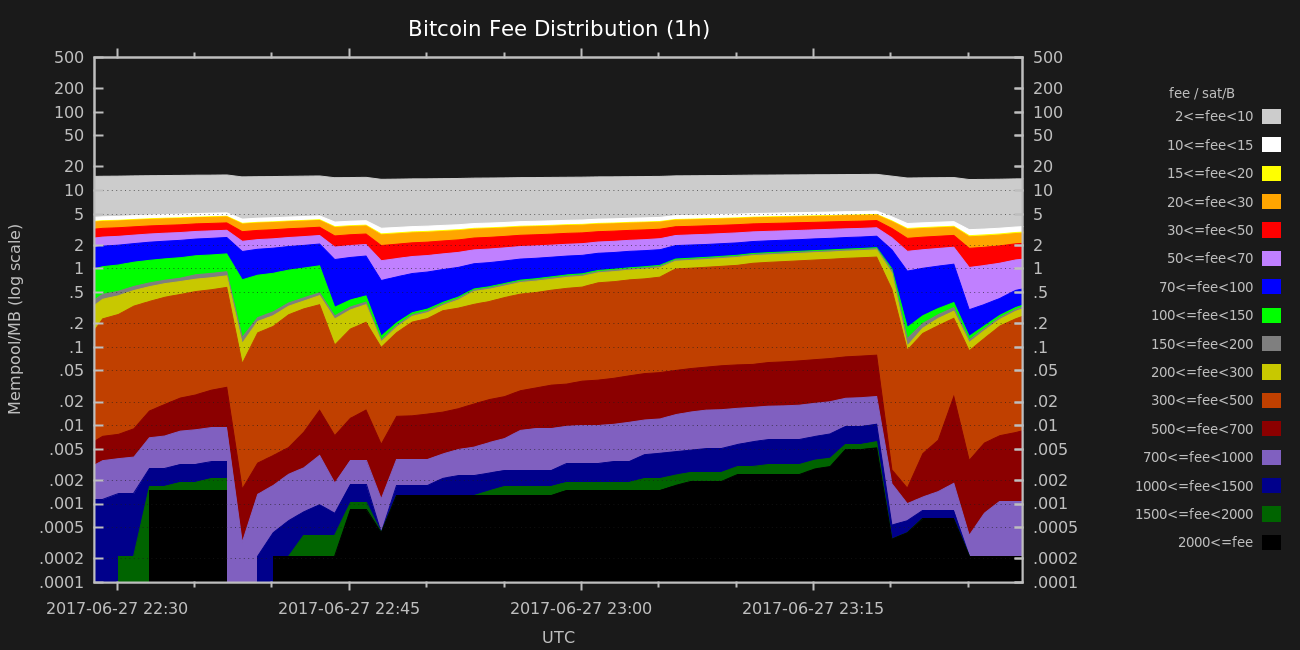 Bitcoin Fee Distribution (1h)
500
200
100
50
20
10
5
2
1
.5
.2
.1
.05
.02
.01
.005
.002
.001
.0005
.0002
.0001
Mempool/MB (log scale)
500
200
100
50
20
10
5
2
1
.5
.2
.1
.05
.02
.01
.005
.002
.001
.0005
.0002
.0001
2017-06-27 22:30 2017-06-27 22:45 2017-06-27 23:00 2017-06-27 23:15
UTC
fee / sat/B
2<=fee<10
10<=fee<15
15<=fee<20
20<=fee<30
30<=fee<50
50<=fee<70
70<=fee<100
100<=fee<150
150<=fee<200
200<=fee<300
300<=fee<500
500<=fee<700
700<=fee<1000
1000<=fee<1500
1500<=fee<2000
2000<=fee